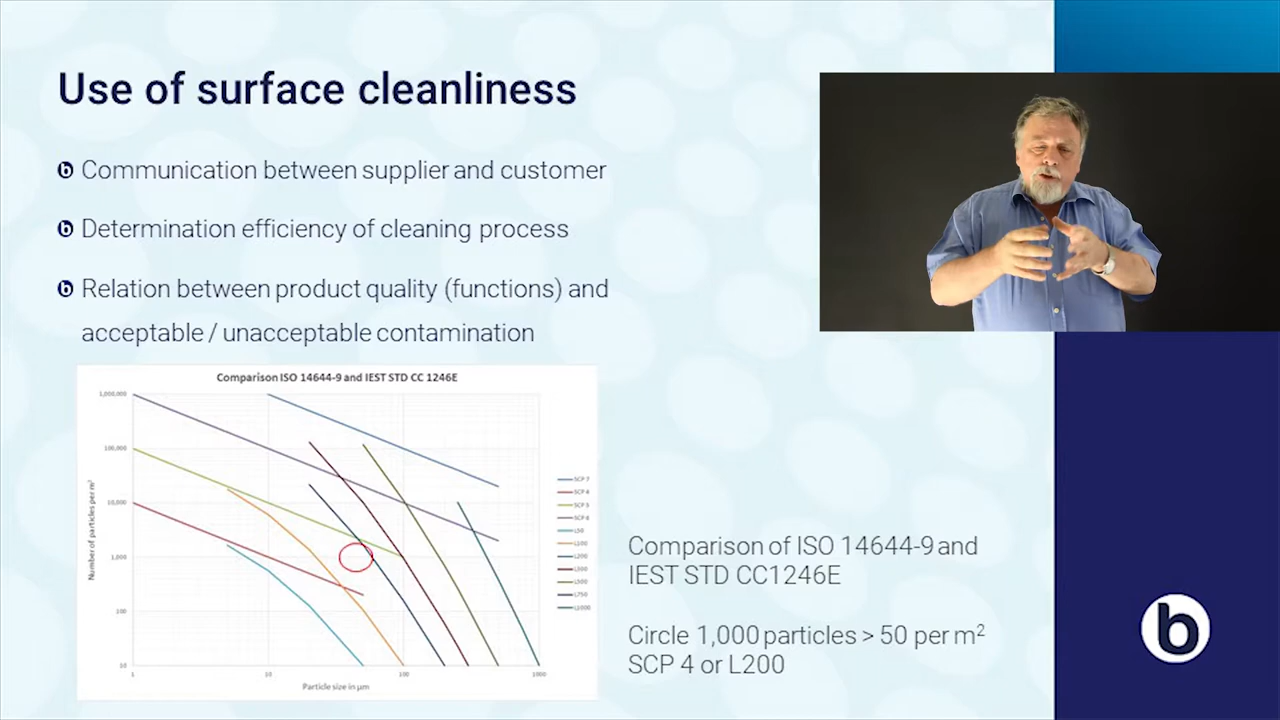 Use of surface cleanliness
Communication between supplier and customer
Determination efficiency of cleaning process
Relation between product quality (functions) and
acceptable / unacceptable contamination
Comparison ISO 14644-9 and IEST STD CC 1246E
1,000,000
100,000
10,000
1,000
100
10
Number of particles per m²
1
10
100
1000
Particle size in µm
SCP 7
SCP 4
SCP 5
SCP 6
L50
L100
L200
L300
L500
L750
L1000
Comparison of ISO 14644-9 and
IEST STD CC1246E
Circle 1,000 particles > 50 per m²
SCP 4 or L200
b